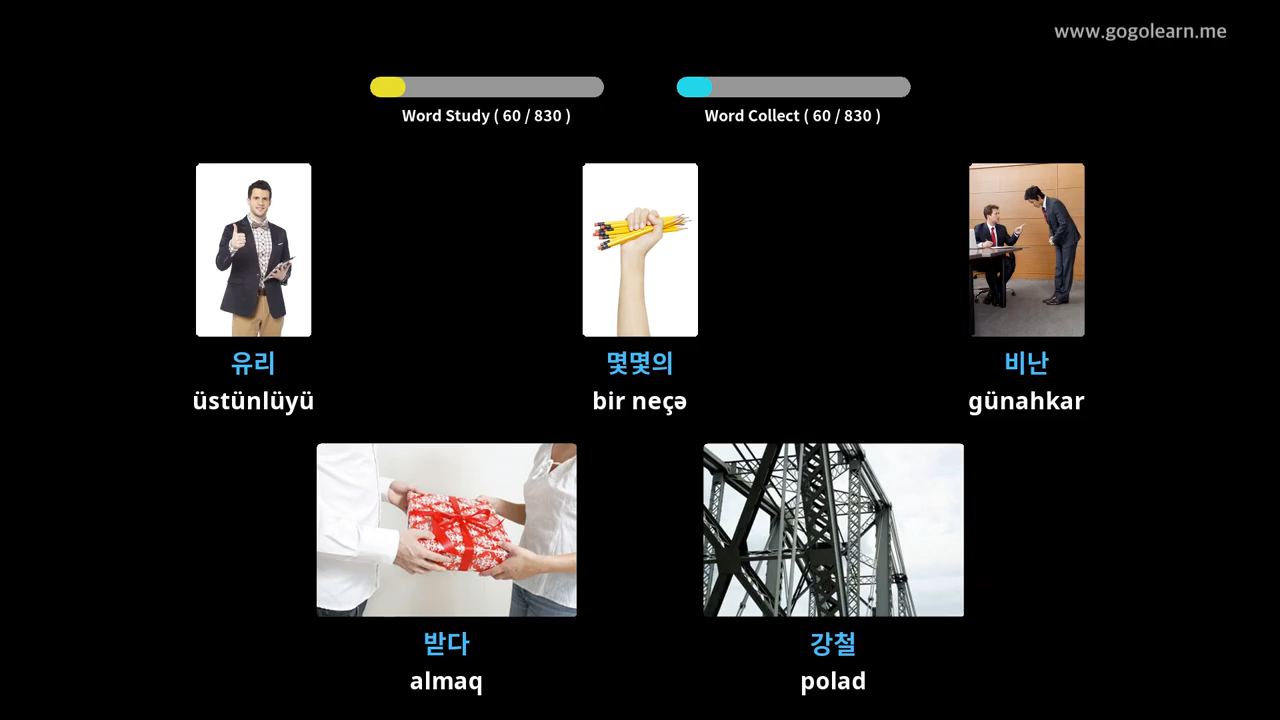 www.gogolearn.me
Word Study ( 60 / 830 )
Word Collect ( 60 / 830 )
유리
üstünlüyü
몇몇의
bir neçə
비난
günahkar
받다
almaq
강철
polad